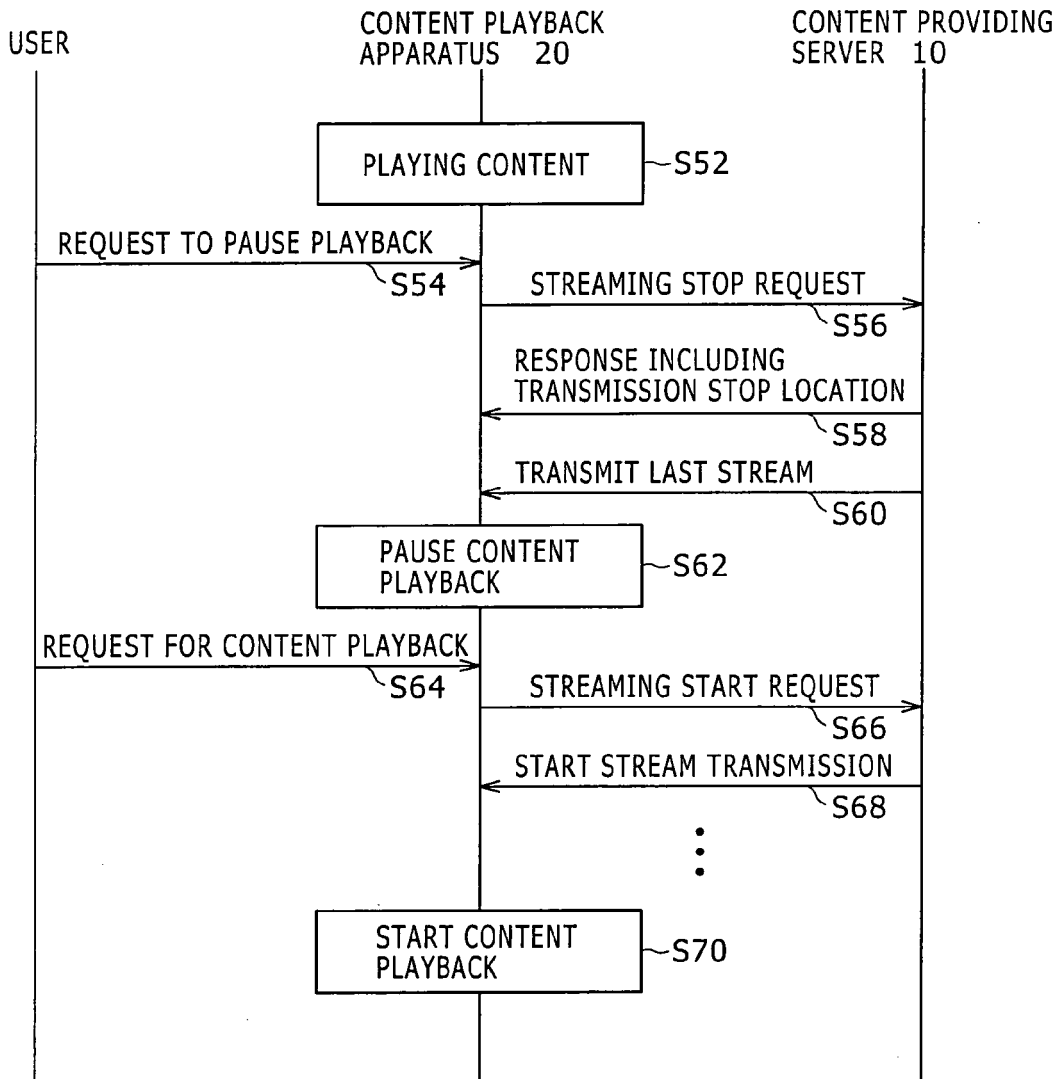 USER
CONTENT PLAYBACK
APPARATUS 20
CONTENT PROVIDING
SERVER 10
PLAYING CONTENT
S52
REQUEST TO PAUSE PLAYBACK
S54
STREAMING STOP REQUEST
S56
RESPONSE INCLUDING
TRANSMISSION STOP LOCATION
S58
TRANSMIT LAST STREAM
S60
PAUSE CONTENT
PLAYBACK
S62
REQUEST FOR CONTENT PLAYBACK
S64
STREAMING START REQUEST
S66
START STREAM TRANSMISSION
S68
START CONTENT
PLAYBACK
S70